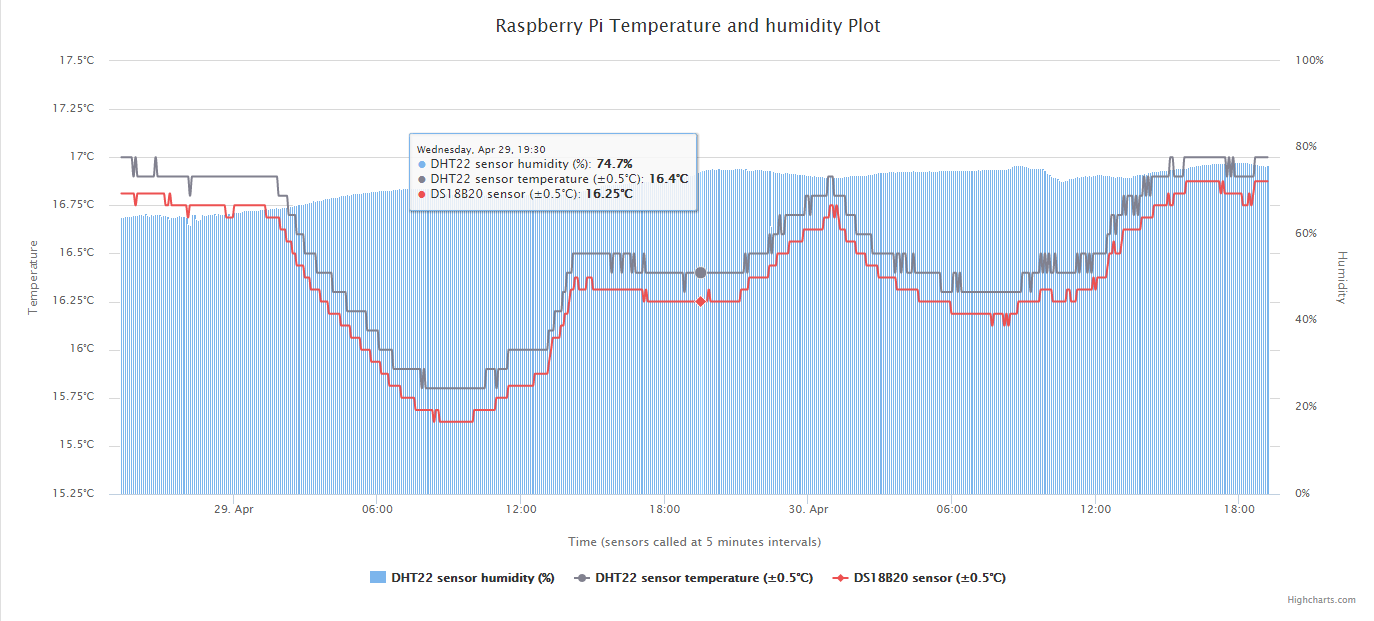 Raspberry Pi Temperature and humidity Plot
17.5°C
17.25°C
17°C
16.75°C
16.5°C
16.25°C
16°C
15.75°C
15.5°C
15.25°C
Temperature
Wednesday, Apr 29, 19:30
DHT22 sensor humidity (%): 74.7%
DHT22 sensor temperature (±0.5°C): 16.4°C
DS18B20 sensor (±0.5°C): 16.25°C
100%
80%
60%
40%
20%
0%
Humidity
29. Apr 06:00 12:00 18:00 30. Apr 06:00 12:00 18:00
Time (sensors called at 5 minutes intervals)
DHT22 sensor humidity (%) DHT22 sensor temperature (±0.5°C) DS18B20 sensor (±0.5°C)
Highcharts.com